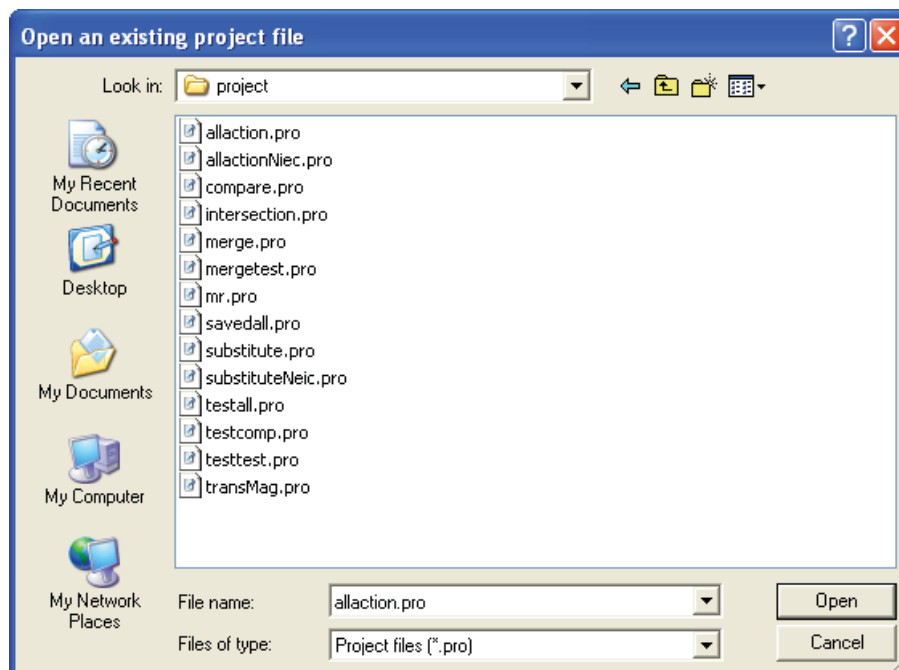 Open an existing project file
Look in:
project
My Recent
Documents
Desktop
My Documents
My Computer
My Network
Places
allaction.pro
allactionNiec.pro
compare.pro
intersection.pro
merge.pro
mergetest.pro
mr.pro
savedall.pro
substitute.pro
substituteNeic.pro
testall.pro
testcomp.pro
testtest.pro
transMag.pro
File name:
allaction.pro
Open
Files of type:
Project files (*.pro)
Cancel